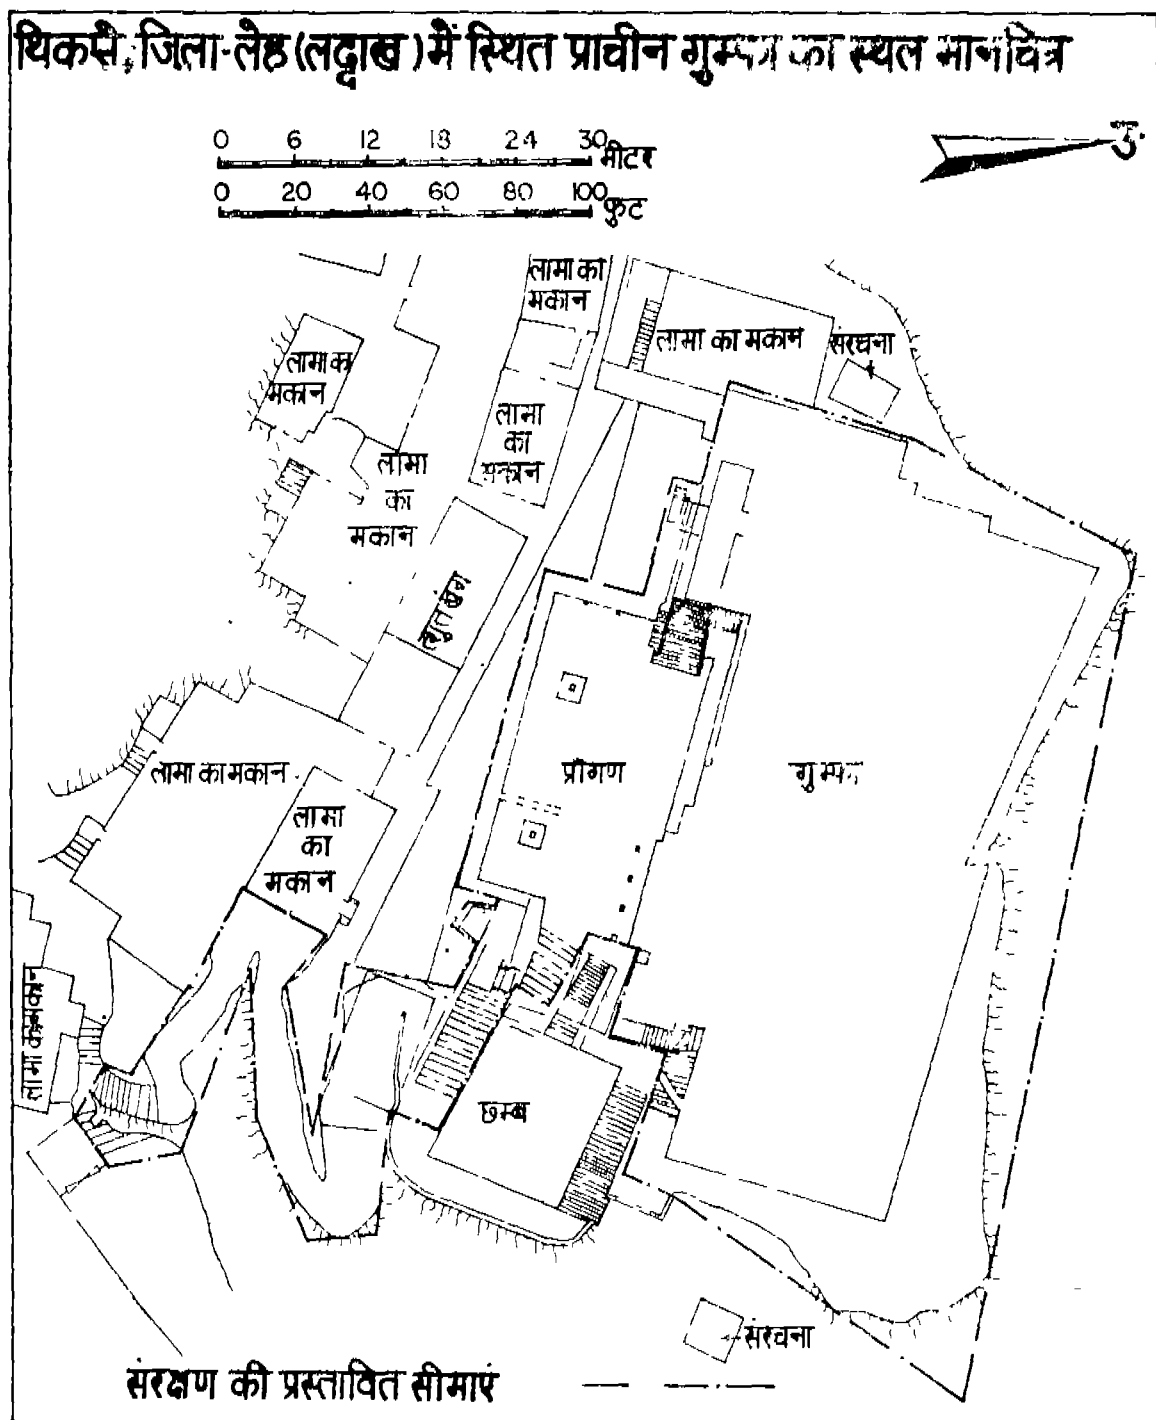 थिकसे, जिला-लेह (लद्दाख) में स्थित प्राचीन गुम्फा का स्थल मानचित्र
0 6 12 18 24 30 मीटर
0 20 40 60 80 100 फुट
उ.
लामा का
मकान
लामा का मकान
संरचना
लामा का
मकान
लामा
का
मकान
लामा
का
मकान
लामा का मकान
लामा
का
मकान
प्रांगण
गुम्फा
लामा का मकान
छम्ब
संरचना
संरक्षण की प्रस्तावित सीमाएं